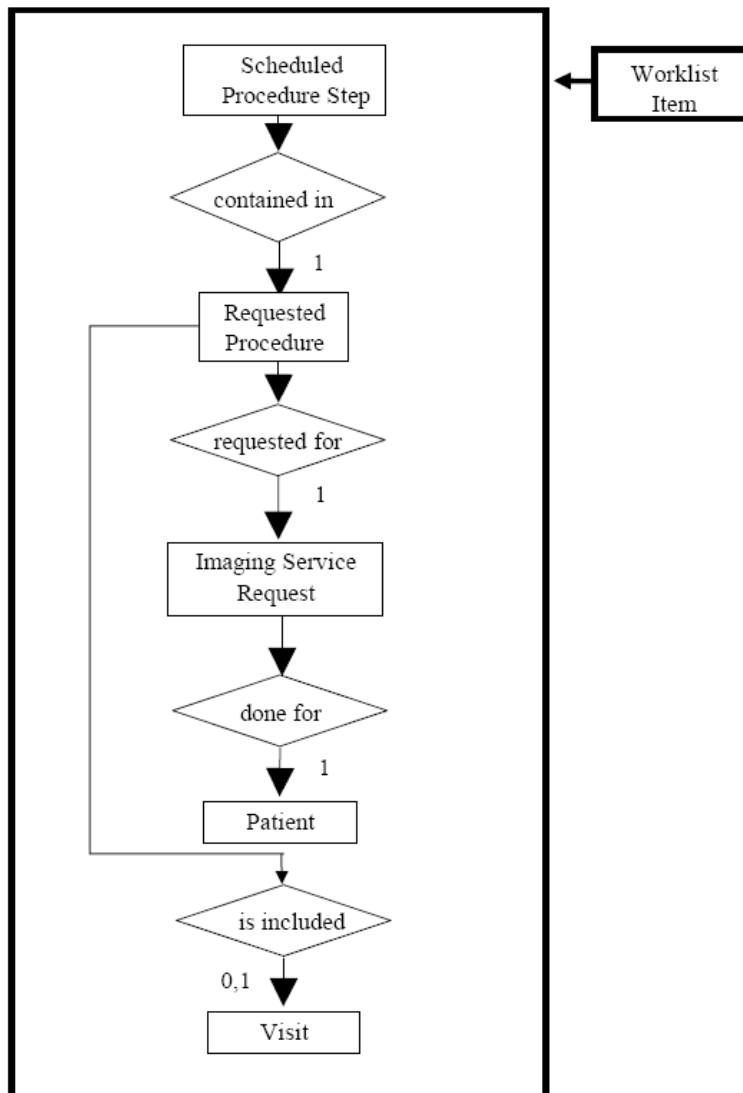 Scheduled
Procedure Step
Worklist
Item
contained in
1
Requested
Procedure
requested for
1
Imaging Service
Request
done for
1
Patient
is included
0,1
Visit